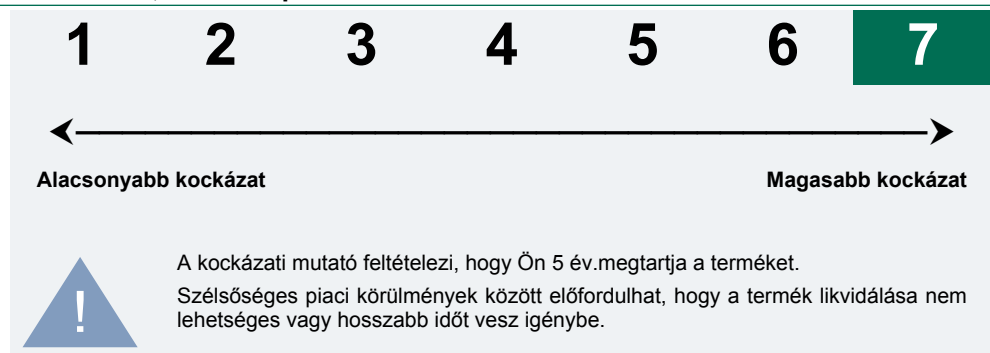 1 2 3 4 5 6 7
Alacsonyabb kockázat Magasabb kockázat
A kockázati mutató feltételezi, hogy Ön 5 év.megtartja a terméket.
Szélsőséges piaci körülmények között előfordulhat, hogy a termék likvidálása nem
lehetséges vagy hosszabb időt vesz igénybe.
!